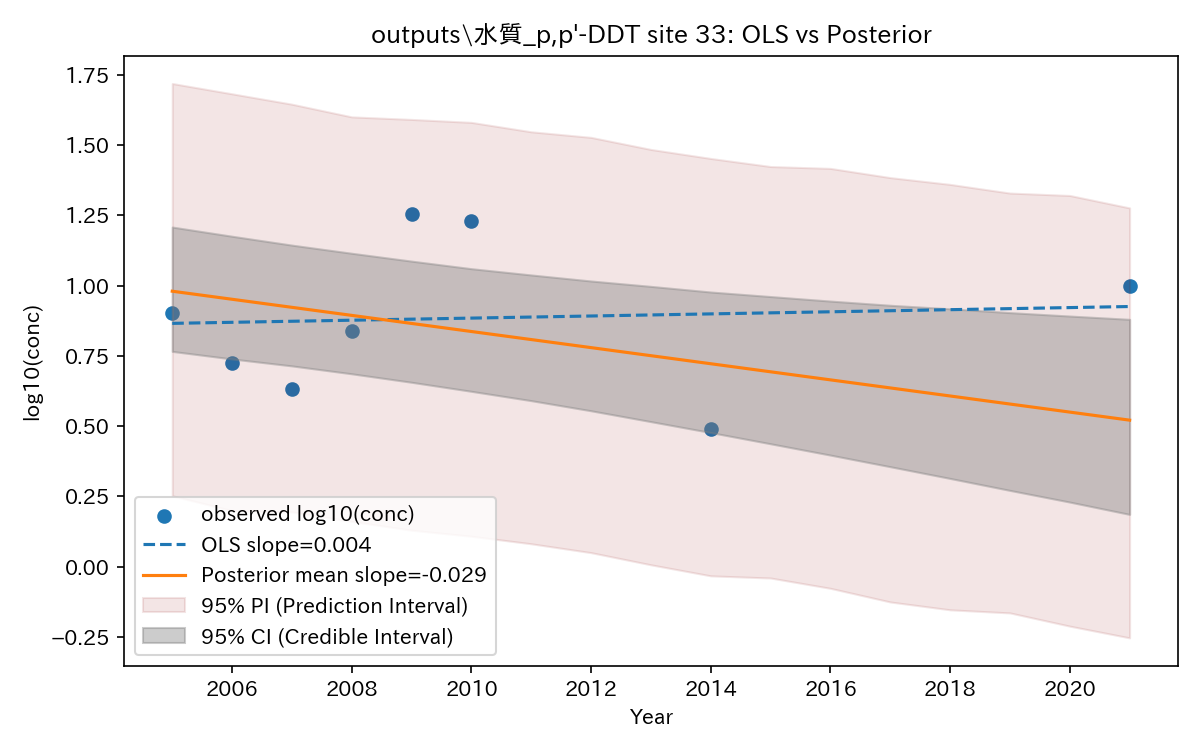 outputs\水質_p,p'-DDT site 33: OLS vs Posterior
log10(conc)
1.75
1.50
1.25
1.00
0.75
0.50
0.25
0.00
−0.25
observed log10(conc)
OLS slope=0.004
Posterior mean slope=-0.029
95% PI (Prediction Interval)
95% CI (Credible Interval)
2006 2008 2010 2012 2014 2016 2018 2020
Year